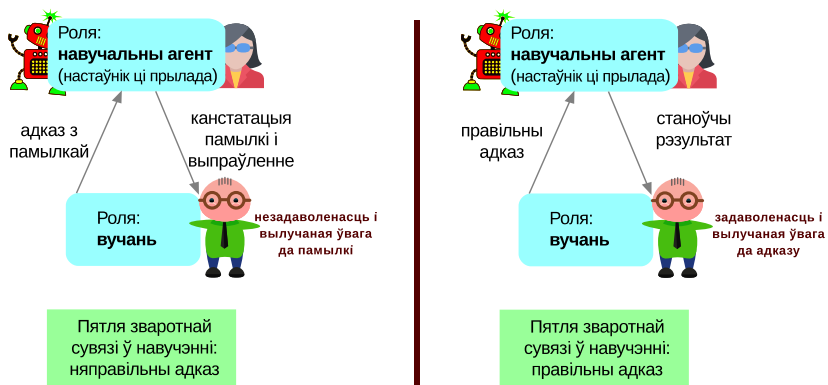 Роля:
навучальны агент
(настаўнік ці прылада)
адказ з
памылкай
канстатацыя
памылкі і
выпраўленне
Роля:
вучань
незадаволенасць і
вылучаная ўвага
да памылкі
Пятля зваротнай
сувязі ў навучэнні:
няправільны адказ
Роля:
навучальны агент
(настаўнік ці прылада)
правільны
адказ
станоўчы
рэзультат
Роля:
вучань
задаволенасць і
вылучаная ўвага
да адказу
Пятля зваротнай
сувязі ў навучэнні:
правільны адказ